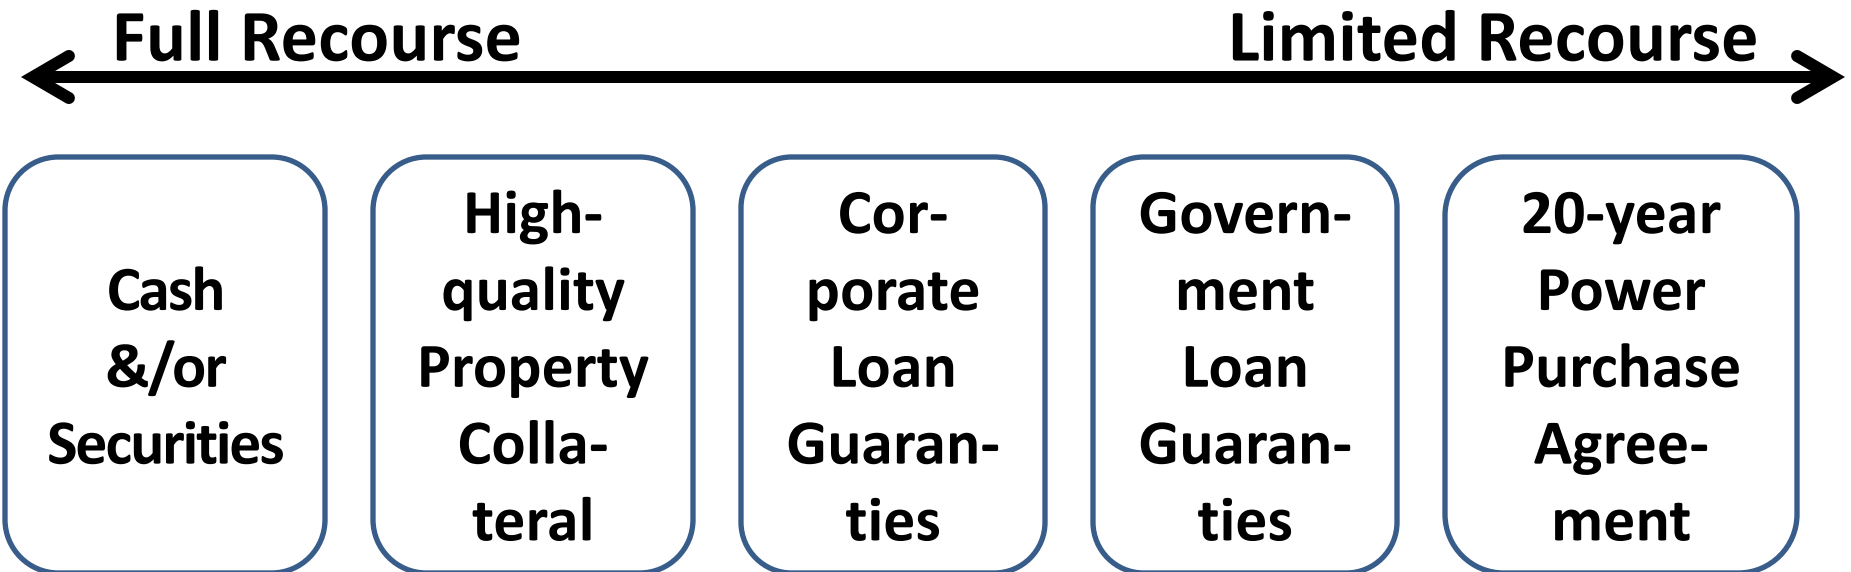 Full Recourse
Limited Recourse
Cash
&/or
Securities
High-
quality
Property
Colla-
teral
Cor-
porate
Loan
Guaran-
ties
Govern-
ment
Loan
Guaran-
ties
20-year
Power
Purchase
Agree-
ment